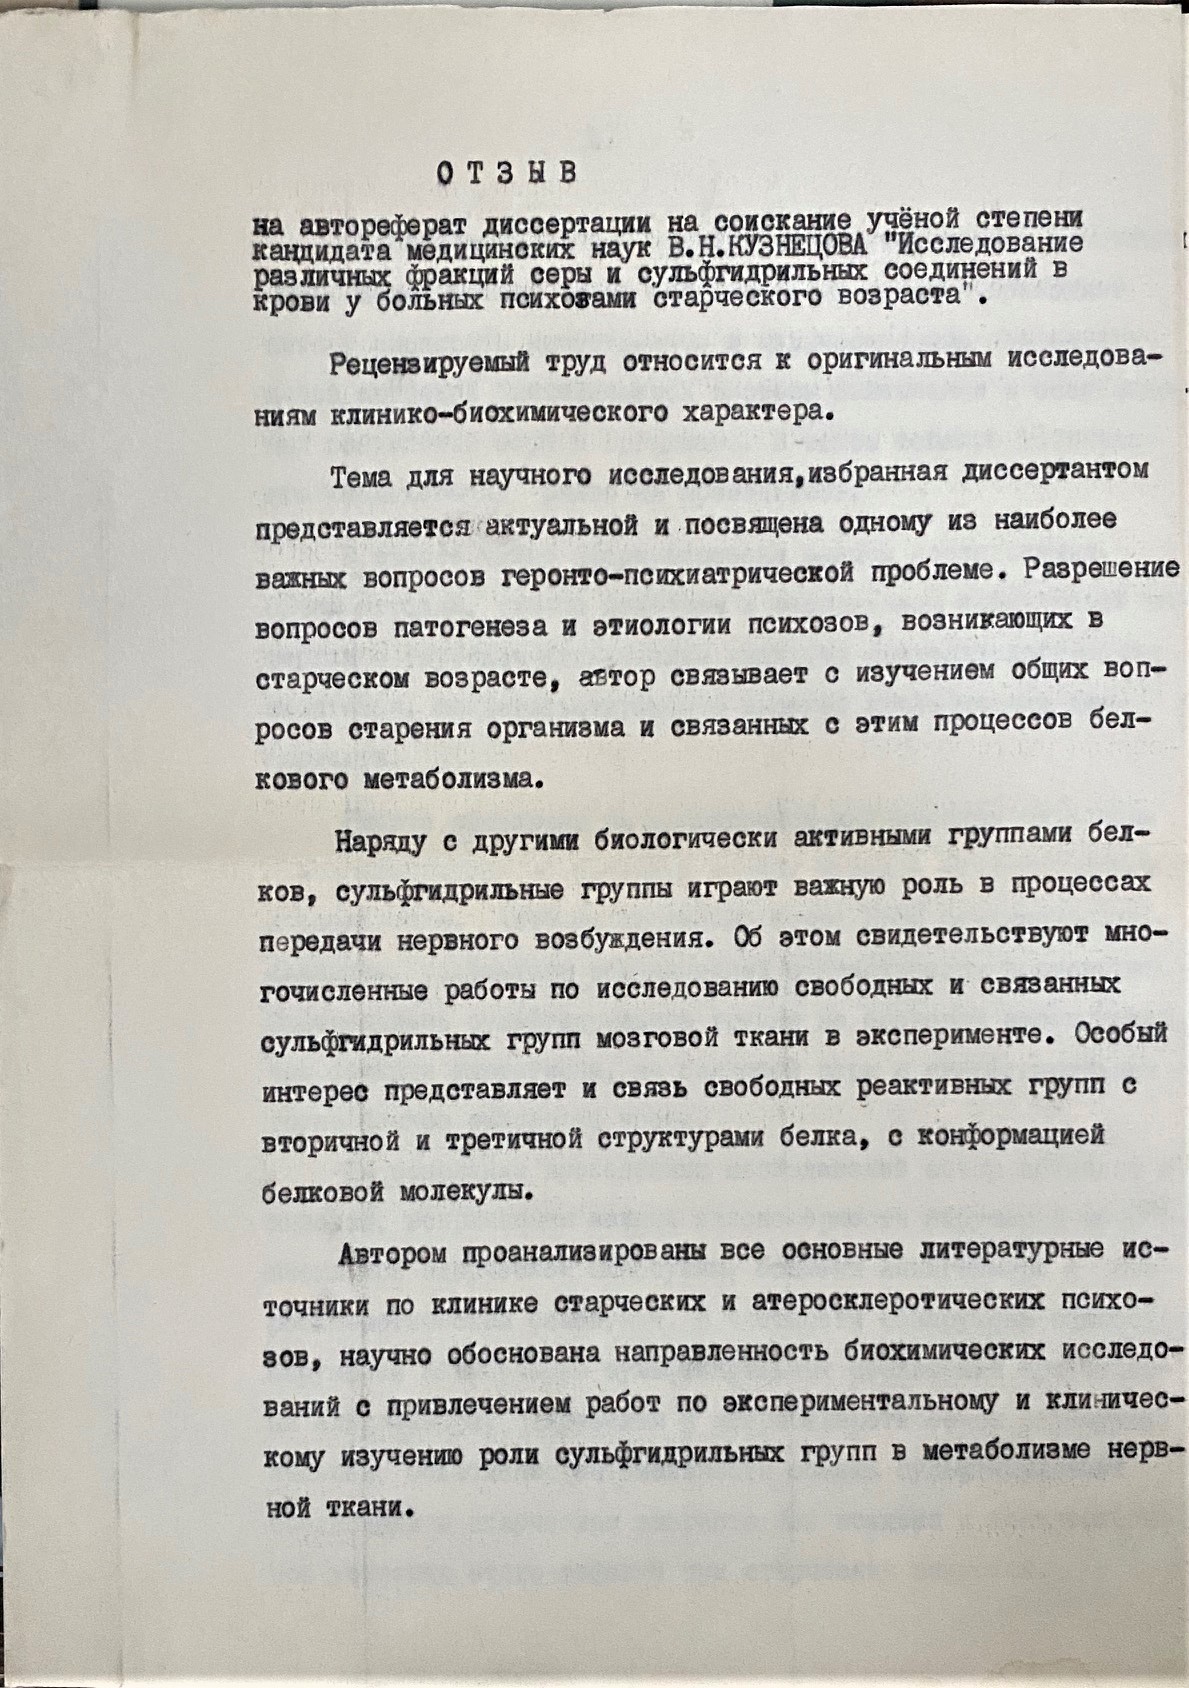 О Т З Ы В
на автореферат диссертации на соискание учёной степени
кандидата медицинских наук В.Н.КУЗНЕЦОВА "Исследование
различных фракций серы и сульфгидрильных соединений в
крови у больных психозами старческого возраста".
Рецензируемый труд относится к оригинальным исследова-
ниям клинико-биохимического характера.
Тема для научного исследования,избранная диссертантом
представляется актуальной и посвящена одному из наиболее
важных вопросов геронто-психиатрической проблеме. Разрешение
вопросов патогенеза и этиологии психозов, возникающих в
старческом возрасте, автор связывает с изучением общих воп-
росов старения организма и связанных с этим процессов бел-
кового метаболизма.
Наряду с другими биологически активными группами бел-
ков, сульфгидрильные группы играют важную роль в процессах
передачи нервного возбуждения. Об этом свидетельствуют мно-
гочисленные работы по исследованию свободных и связанных
сульфгидрильных групп мозговой ткани в эксперименте. Особый
интерес представляет и связь свободных реактивных групп с
вторичной и третичной структурами белка, с конформацией
белковой молекулы.
Автором проанализированы все основные литературные ис-
точники по клинике старческих и атеросклеротических психо-
зов, научно обоснована направленность биохимических исследо-
ваний с привлечением работ по экспериментальному и клиничес-
кому изучению роли сульфгидрильных групп в метаболизме нерв-
ной ткани.